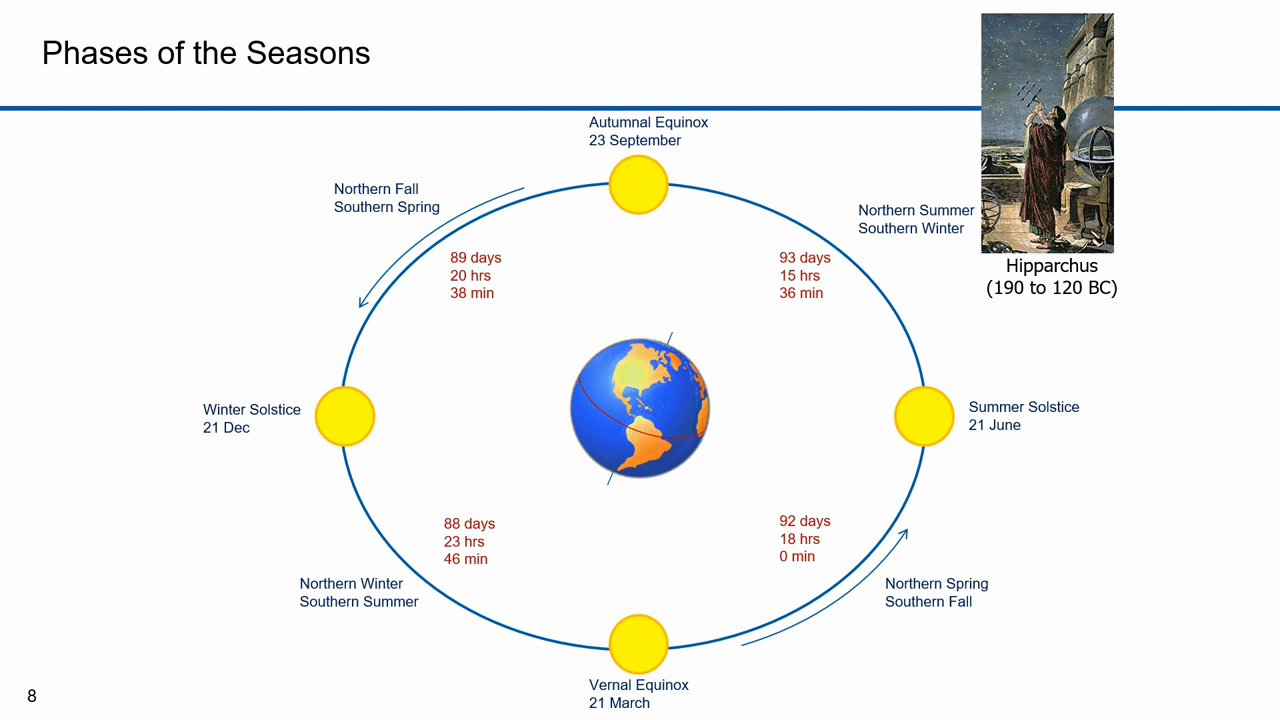 Phases of the Seasons
Autumnal Equinox
23 September
Northern Fall
Southern Spring
Northern Summer
Southern Winter
Hipparchus
(190 to 120 BC)
89 days
20 hrs
38 min
93 days
15 hrs
36 min
Winter Solstice
21 Dec
Summer Solstice
21 June
88 days
23 hrs
46 min
92 days
18 hrs
0 min
Northern Winter
Southern Summer
Northern Spring
Southern Fall
Vernal Equinox
21 March
8